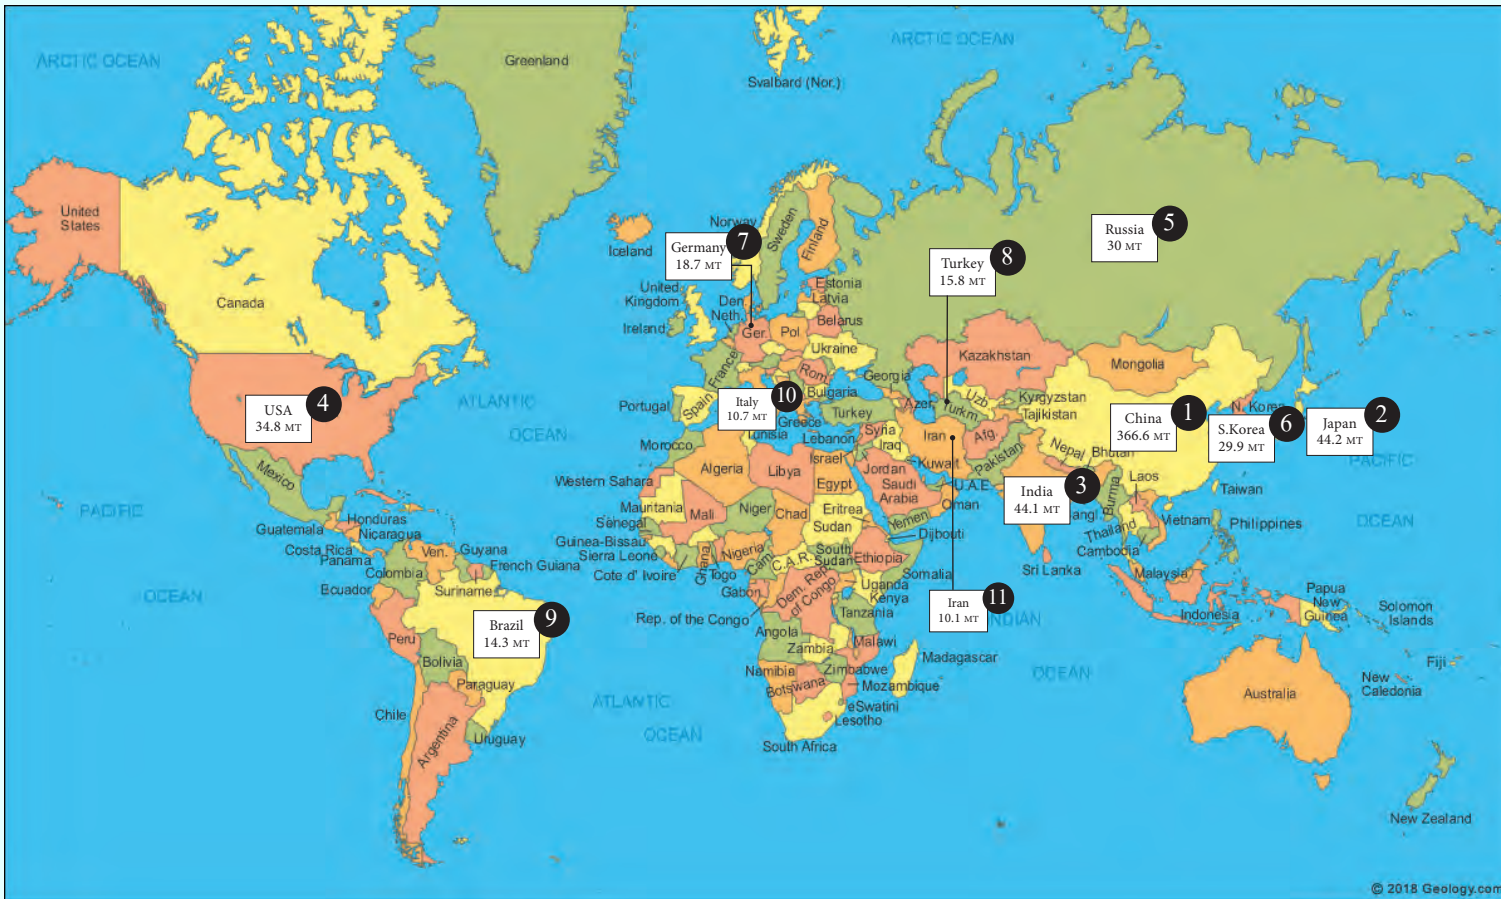 ARCTIC OCEAN
ARCTIC OCEAN
Greenland
Svalbard (Nor.)
United
States
Canada
Iceland
Norway
Sweden
Finland
Germany
18.7 MT
7
Russia
30 MT
5
Turkey
15.8 MT
8
United
Kingdom
Ireland
Den.
Neth.
Estonia
Latvia
Belarus
Ger.
Pol.
Ukraine
France
Rom.
Bulgaria
Georgia
Kazakhstan
Mongolia
Portugal
Spain
Italy
10.7 MT
10
Greece
Turkey
Azer.
Turkm.
Uzb.
Kyrgyzstan
Tajikistan
China
366.6 MT
1
N. Korea
S.Korea
29.9 MT
6
Japan
44.2 MT
2
USA
34.8 MT
4
ATLANTIC
OCEAN
PACIFIC
OCEAN
Morocco
Tunisia
Lebanon
Syria
Iraq
Iran
Afg.
Pakistan
Nepal
Bhutan
Israel
Jordan
Kuwait
Algeria
Libya
Egypt
Saudi
Arabia
U.A.E
Oman
India
44.1 MT
3
Burma
Laos
Taiwan
Mexico
Western Sahara
Mauritania
Mali
Niger
Chad
Eritrea
Sudan
Yemen
Djibouti
angl
Thailand
Vietnam
Philippines
PACIFIC
OCEAN
Guatemala
Honduras
Nicaragua
Costa Rica
Panama
Senegal
Guinea-Bissau
Sierra Leone
Cote d' Ivoire
Ghana
Togo
Nigeria
Cam.
C.A.R.
South
Sudan
Ethiopia
Somalia
Sri Lanka
Cambodia
Malaysia
Ven.
Guyana
French Guiana
Suriname
Colombia
Ecuador
Gabon
Rep. of the Congo
Dem. Rep.
of Congo
Uganda
Kenya
Tanzania
Iran
10.1 MT
11
INDIAN
OCEAN
Indonesia
Papua
New
Guinea
Solomon
Islands
Brazil
14.3 MT
9
Peru
Bolivia
Paraguay
Chile
Argentina
Uruguay
ATLANTIC
OCEAN
Angola
Zambia
Malawi
Zimbabwe
Mozambique
Madagascar
Namibia
Botswana
eSwatini
Lesotho
South Africa
Australia
Fiji
New
Caledonia
New Zealand
© 2018 Geology.com